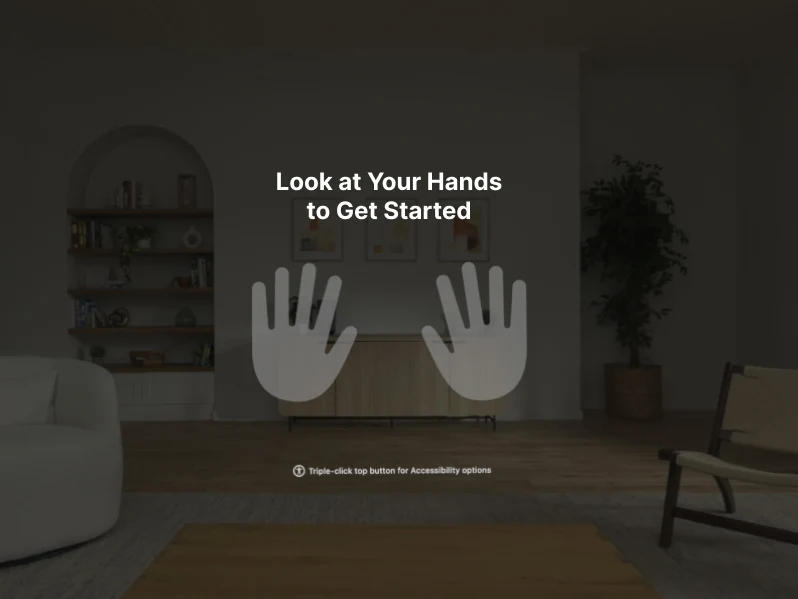 Look at Your Hands
to Get Started
Triple-click top button for Accessibility options